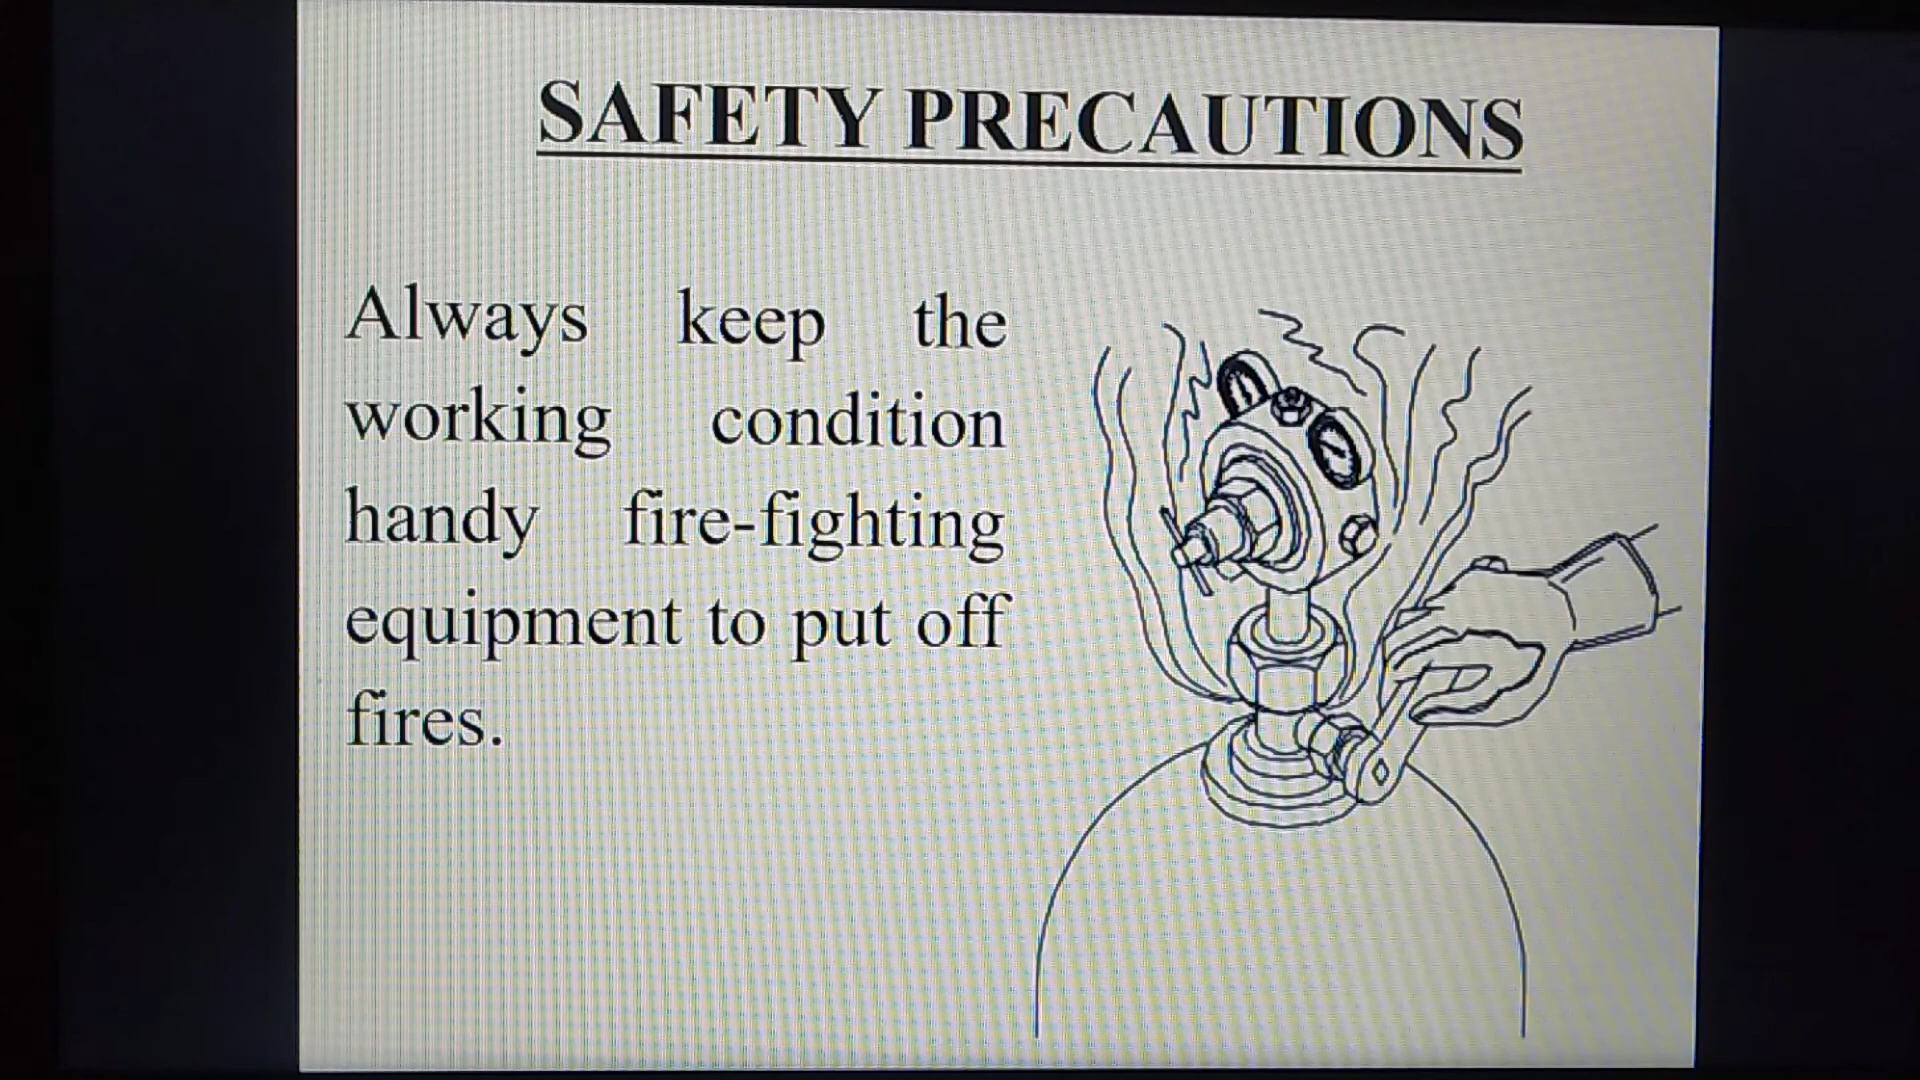 SAFETY PRECAUTIONS
Always keep the
working condition
handy fire-fighting
equipment to put off
fires.